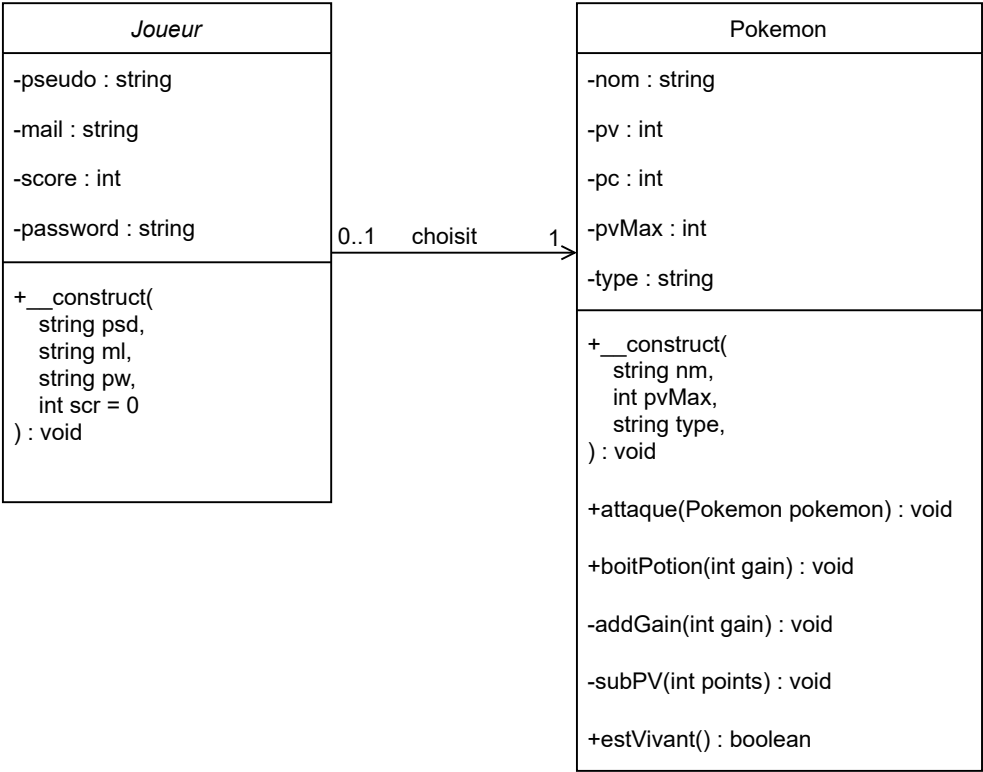 Joueur
-pseudo : string
-mail : string
-score : int
-password : string
+__construct(
string psd,
string ml,
string pw,
int scr = 0
) : void
0..1 choisit 1
Pokemon
-nom : string
-pv : int
-pc : int
-pvMax : int
-type : string
+__construct(
string nm,
int pvMax,
string type,
) : void
+attaque(Pokemon pokemon) : void
+boitPotion(int gain) : void
-addGain(int gain) : void
-subPV(int points) : void
+estVivant() : boolean